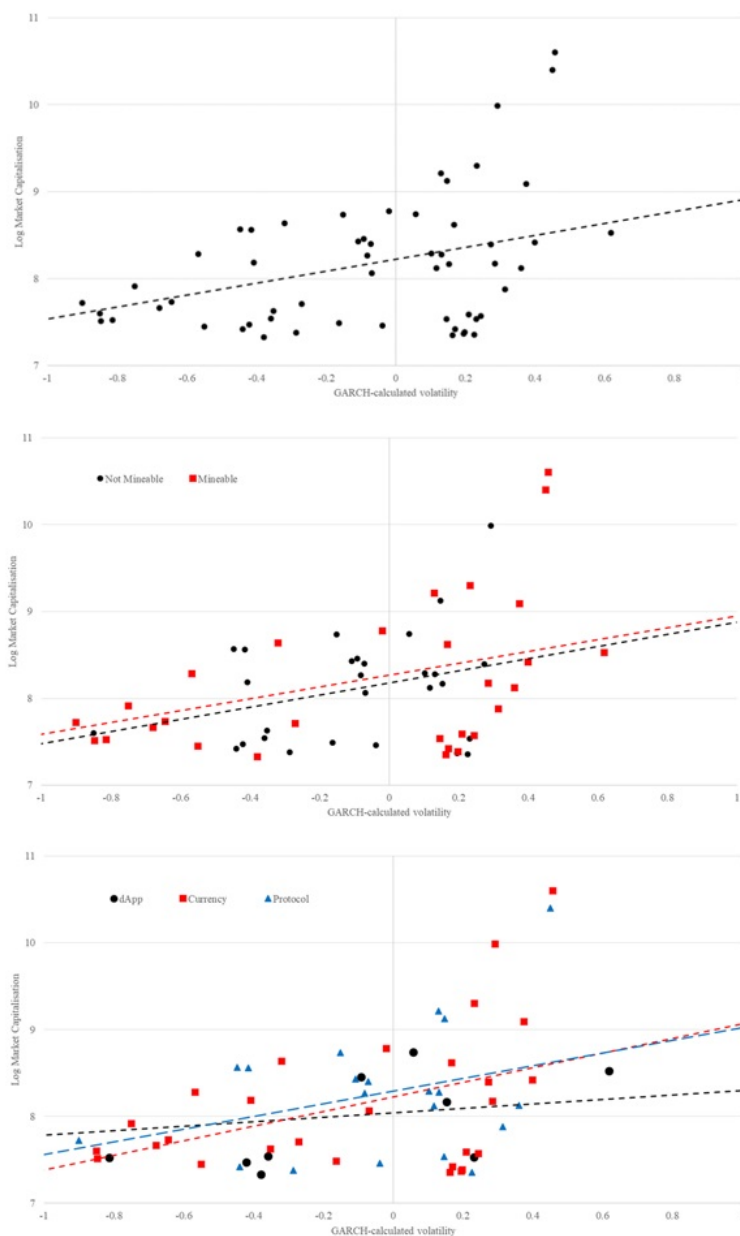 11
10
9
8
7
Log Market Capitalisation
-1 -0.8 -0.6 -0.4 -0.2 0 0.2 0.4 0.6 0.8
GARCH-calculated volatility
11
10
9
8
7
Log Market Capitalisation
Not Mineable Mineable
-1 -0.8 -0.6 -0.4 -0.2 0 0.2 0.4 0.6 0.8 1
GARCH-calculated volatility
11
10
9
8
7
Log Market Capitalisation
dApp Currency Protocol
-1 -0.8 -0.6 -0.4 -0.2 0 0.2 0.4 0.6 0.8
GARCH-calculated volatility